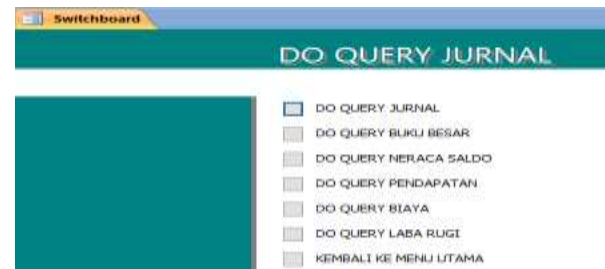 Switchboard
DO QUERY JURNAL
DO QUERY JURNAL
DO QUERY BUKU BESAR
DO QUERY NERACA SALDO
DO QUERY PENDAPATAN
DO QUERY BIAYA
DO QUERY LABA RUGI
KEMBALI KE MENU UTAMA